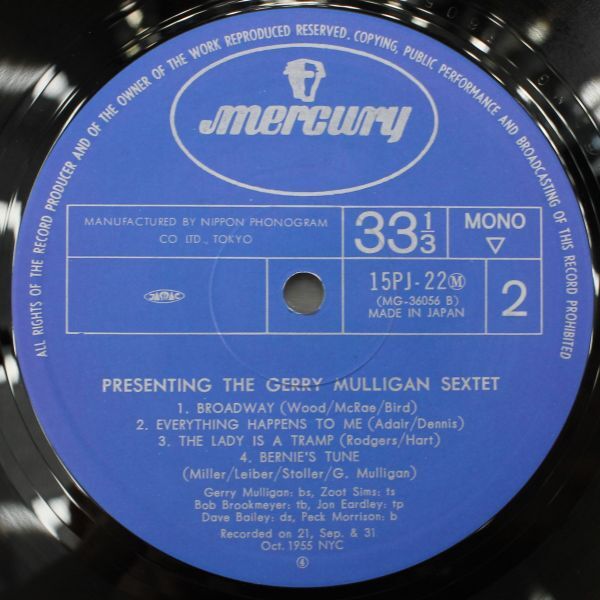 ALL RIGHTS OF THE RECORD PRODUCER AND OF THE OWNER OF THE WORK REPRODUCED RESERVED. COPYING, PUBLIC PERFORMANCE AND BROADCASTING OF THIS RECORD PROHIBITED
mercury
MANUFACTURED BY NIPPON PHONOGRAM
CO LTD., TOKYO
33 1/3
MONO
▽
JASRAC
15PJ-22 Ⓜ
(MG-36056 B)
MADE IN JAPAN
2
PRESENTING THE GERRY MULLIGAN SEXTET
1. BROADWAY (Wood/McRae/Bird)
2. EVERYTHING HAPPENS TO ME (Adair/Dennis)
3. THE LADY IS A TRAMP (Rodgers/Hart)
4. BERNIE'S TUNE
(Miller/Leiber/Stoller/G. Mulligan)
Gerry Mulligan: bs, Zoot Sims: ts
Bob Brookmeyer: tb, Jon Eardley: tp
Dave Bailey: ds, Peck Morrison: b
Recorded on 21, Sep. & 31
Oct. 1955 NYC
④